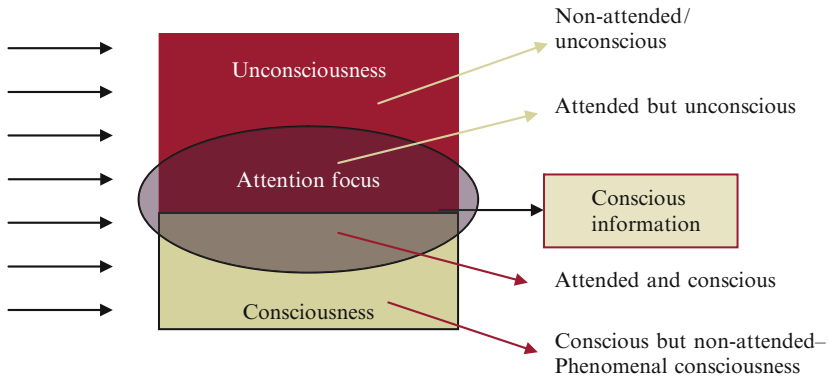 Non-attended/
unconscious
Unconsciousness
Attended but unconscious
Attention focus
Conscious
information
Attended and conscious
Consciousness
Conscious but non-attended–
Phenomenal consciousness